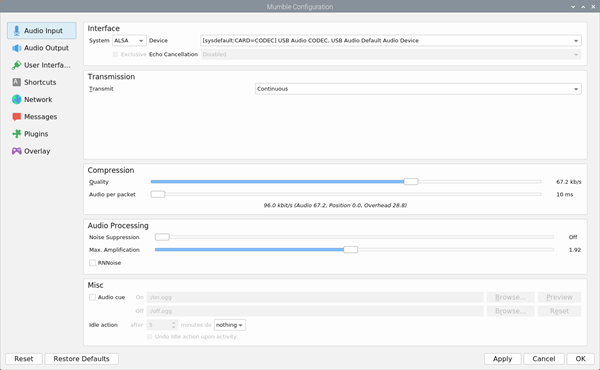 Mumble Configuration
Audio Input
Audio Output
User Interfa...
Shortcuts
Network
Messages
Plugins
Overlay
Interface
System ALSA Device [sysdefault:CARD=CODEC] USB Audio CODEC, USB Audio Default Audio Device
Exclusive Echo Cancellation Disabled
Transmission
Transmit Continuous
Compression
Quality 67.2 kb/s
Audio per packet 10 ms
96.0 kbit/s (Audio 67.2, Position 0.0, Overhead 28.8)
Audio Processing
Noise Suppression Off
Max. Amplification 1.92
RNNoise
Misc
Audio cue On :/on.ogg Browse... Preview
Off :/off.ogg Browse... Reset
Idle action after 5 minutes do nothing
Undo Idle action upon activity
Reset Restore Defaults Apply Cancel OK